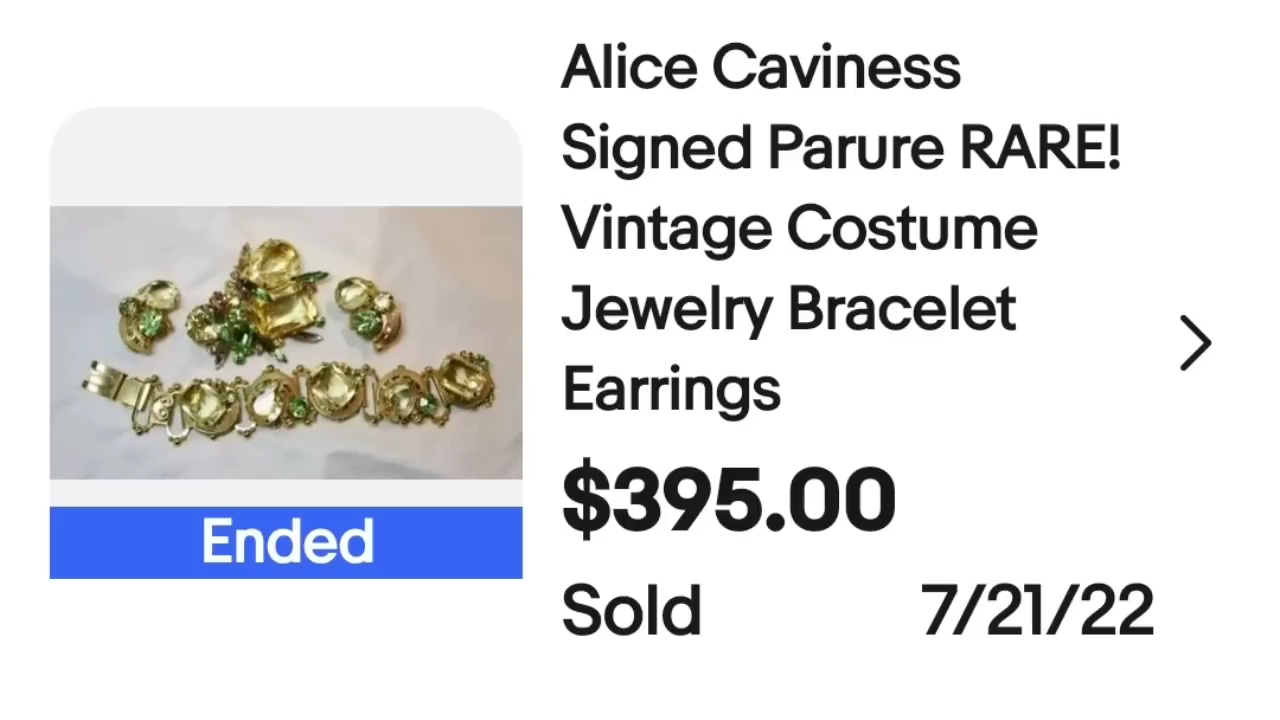 Alice Caviness
Signed Parure RARE!
Vintage Costume
Jewelry Bracelet
Earrings
$395.00
Ended
Sold 7/21/22